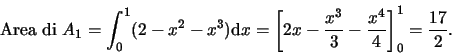 Area di $A_1 = \int_0^1 (2 - x^2 - x^3)\mathrm{d}x = \left[ 2x - \frac{x^3}{3} - \frac{x^4}{4} \right]_0^1 = \frac{17}{2}.$